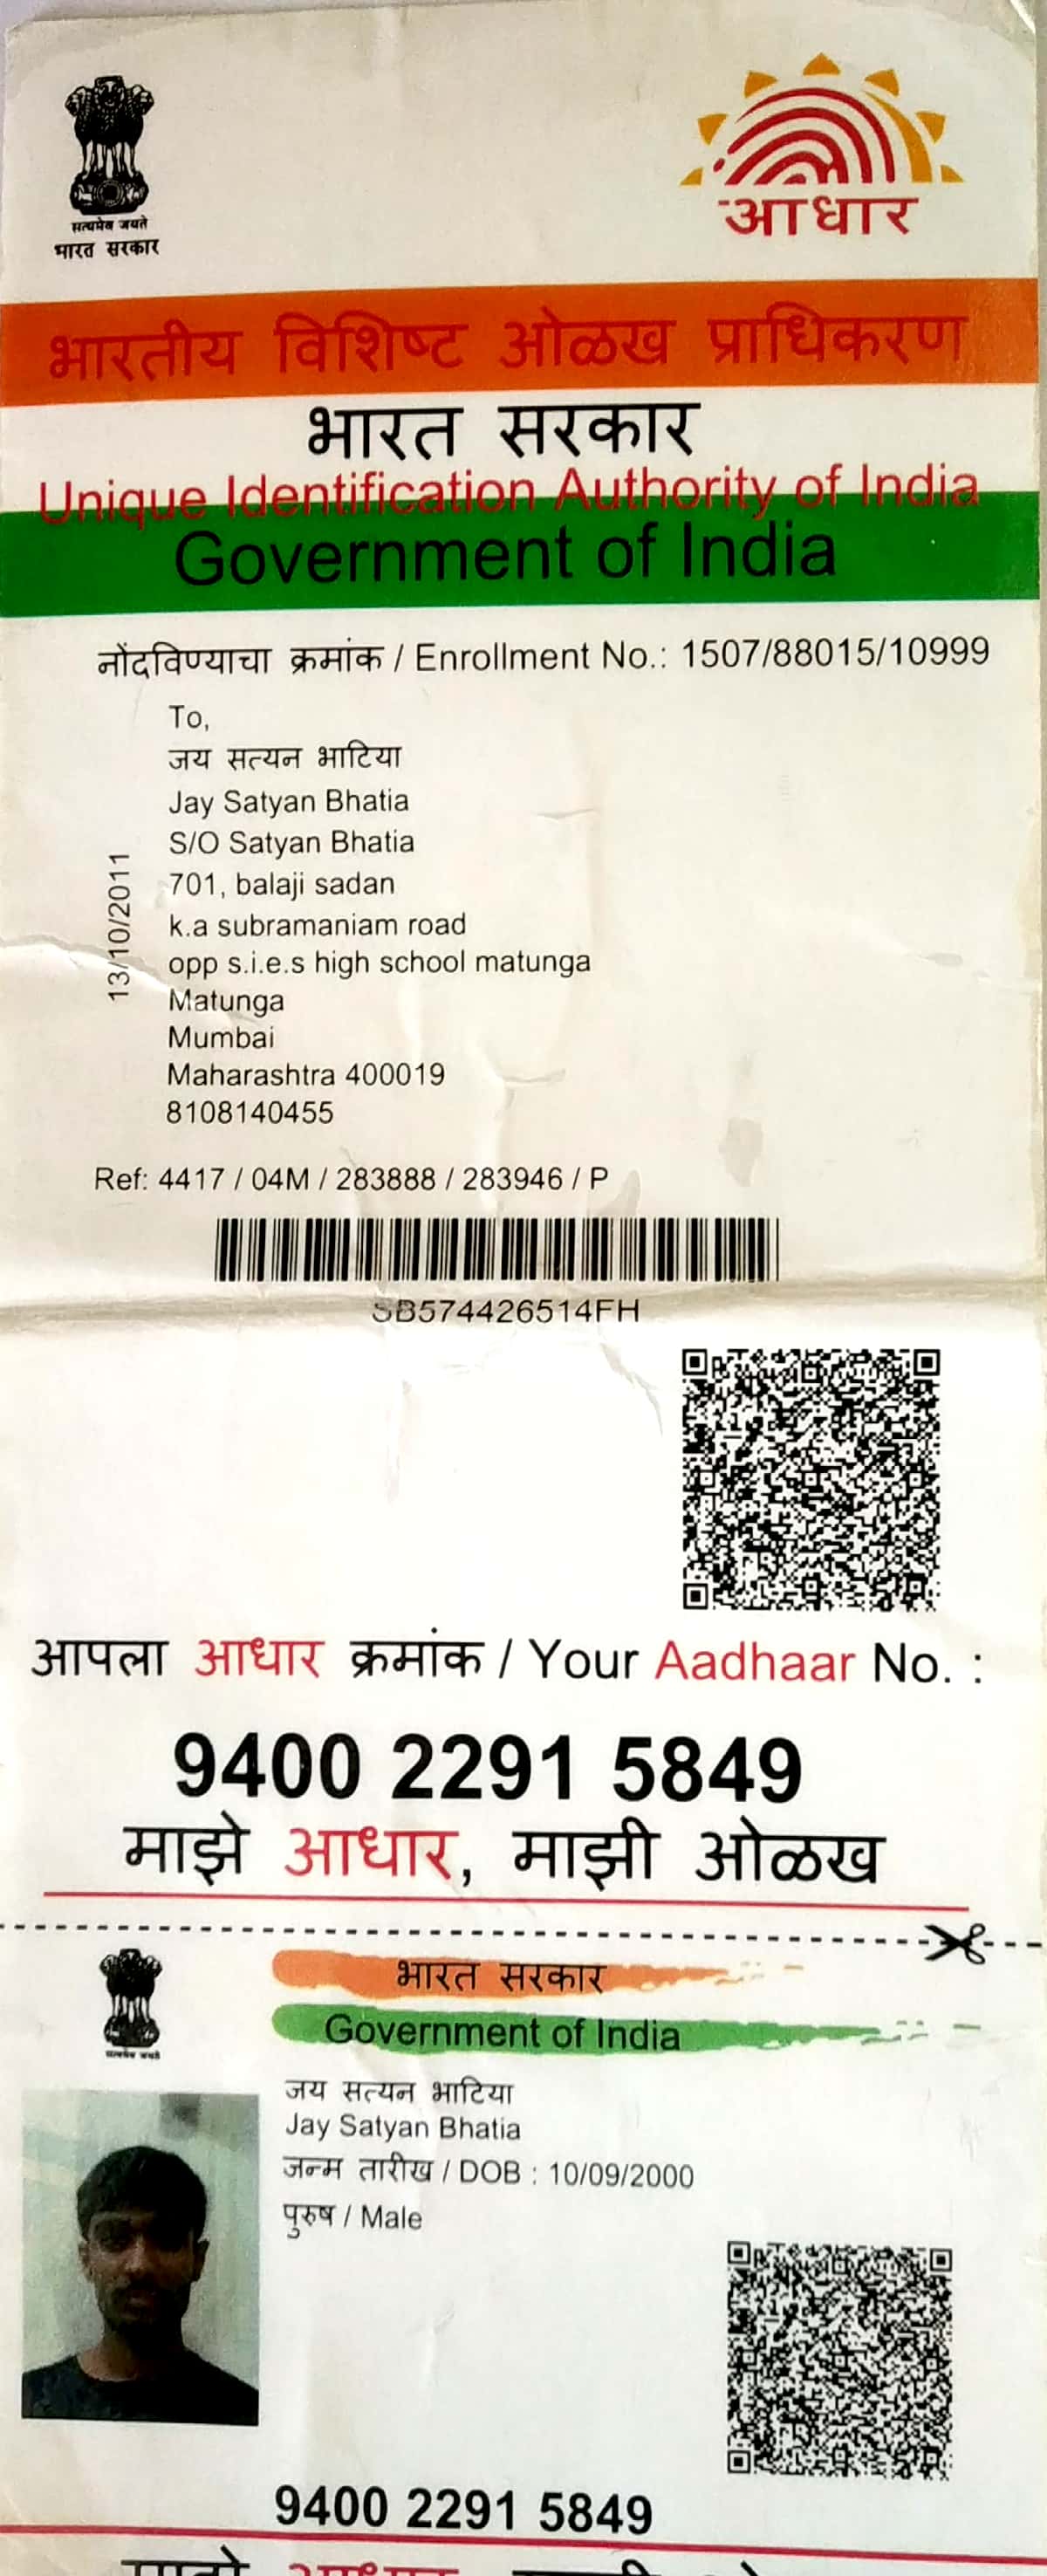 सत्यमेव जयते
भारत सरकार
आधार
भारतीय विशिष्ट ओळख प्राधिकरण
भारत सरकार
Unique Identification Authority of India
Government of India
नोंदविण्याचा क्रमांक / Enrollment No.: 1507/88015/10999
To,
जय सत्यन भाटिया
Jay Satyan Bhatia
S/O Satyan Bhatia
701, balaji sadan
k.a subramaniam road
opp s.i.e.s high school matunga
Matunga
Mumbai
Maharashtra 400019
8108140455
13/10/2011
Ref: 4417 / 04M / 283888 / 283946 / P
SB574426514FH
आपला आधार क्रमांक / Your Aadhaar No. :
9400 2291 5849
माझे आधार, माझी ओळख
भारत सरकार
Government of India
सत्यमेव जयते
जय सत्यन भाटिया
Jay Satyan Bhatia
जन्म तारीख / DOB : 10/09/2000
पुरुष / Male
9400 2291 5849